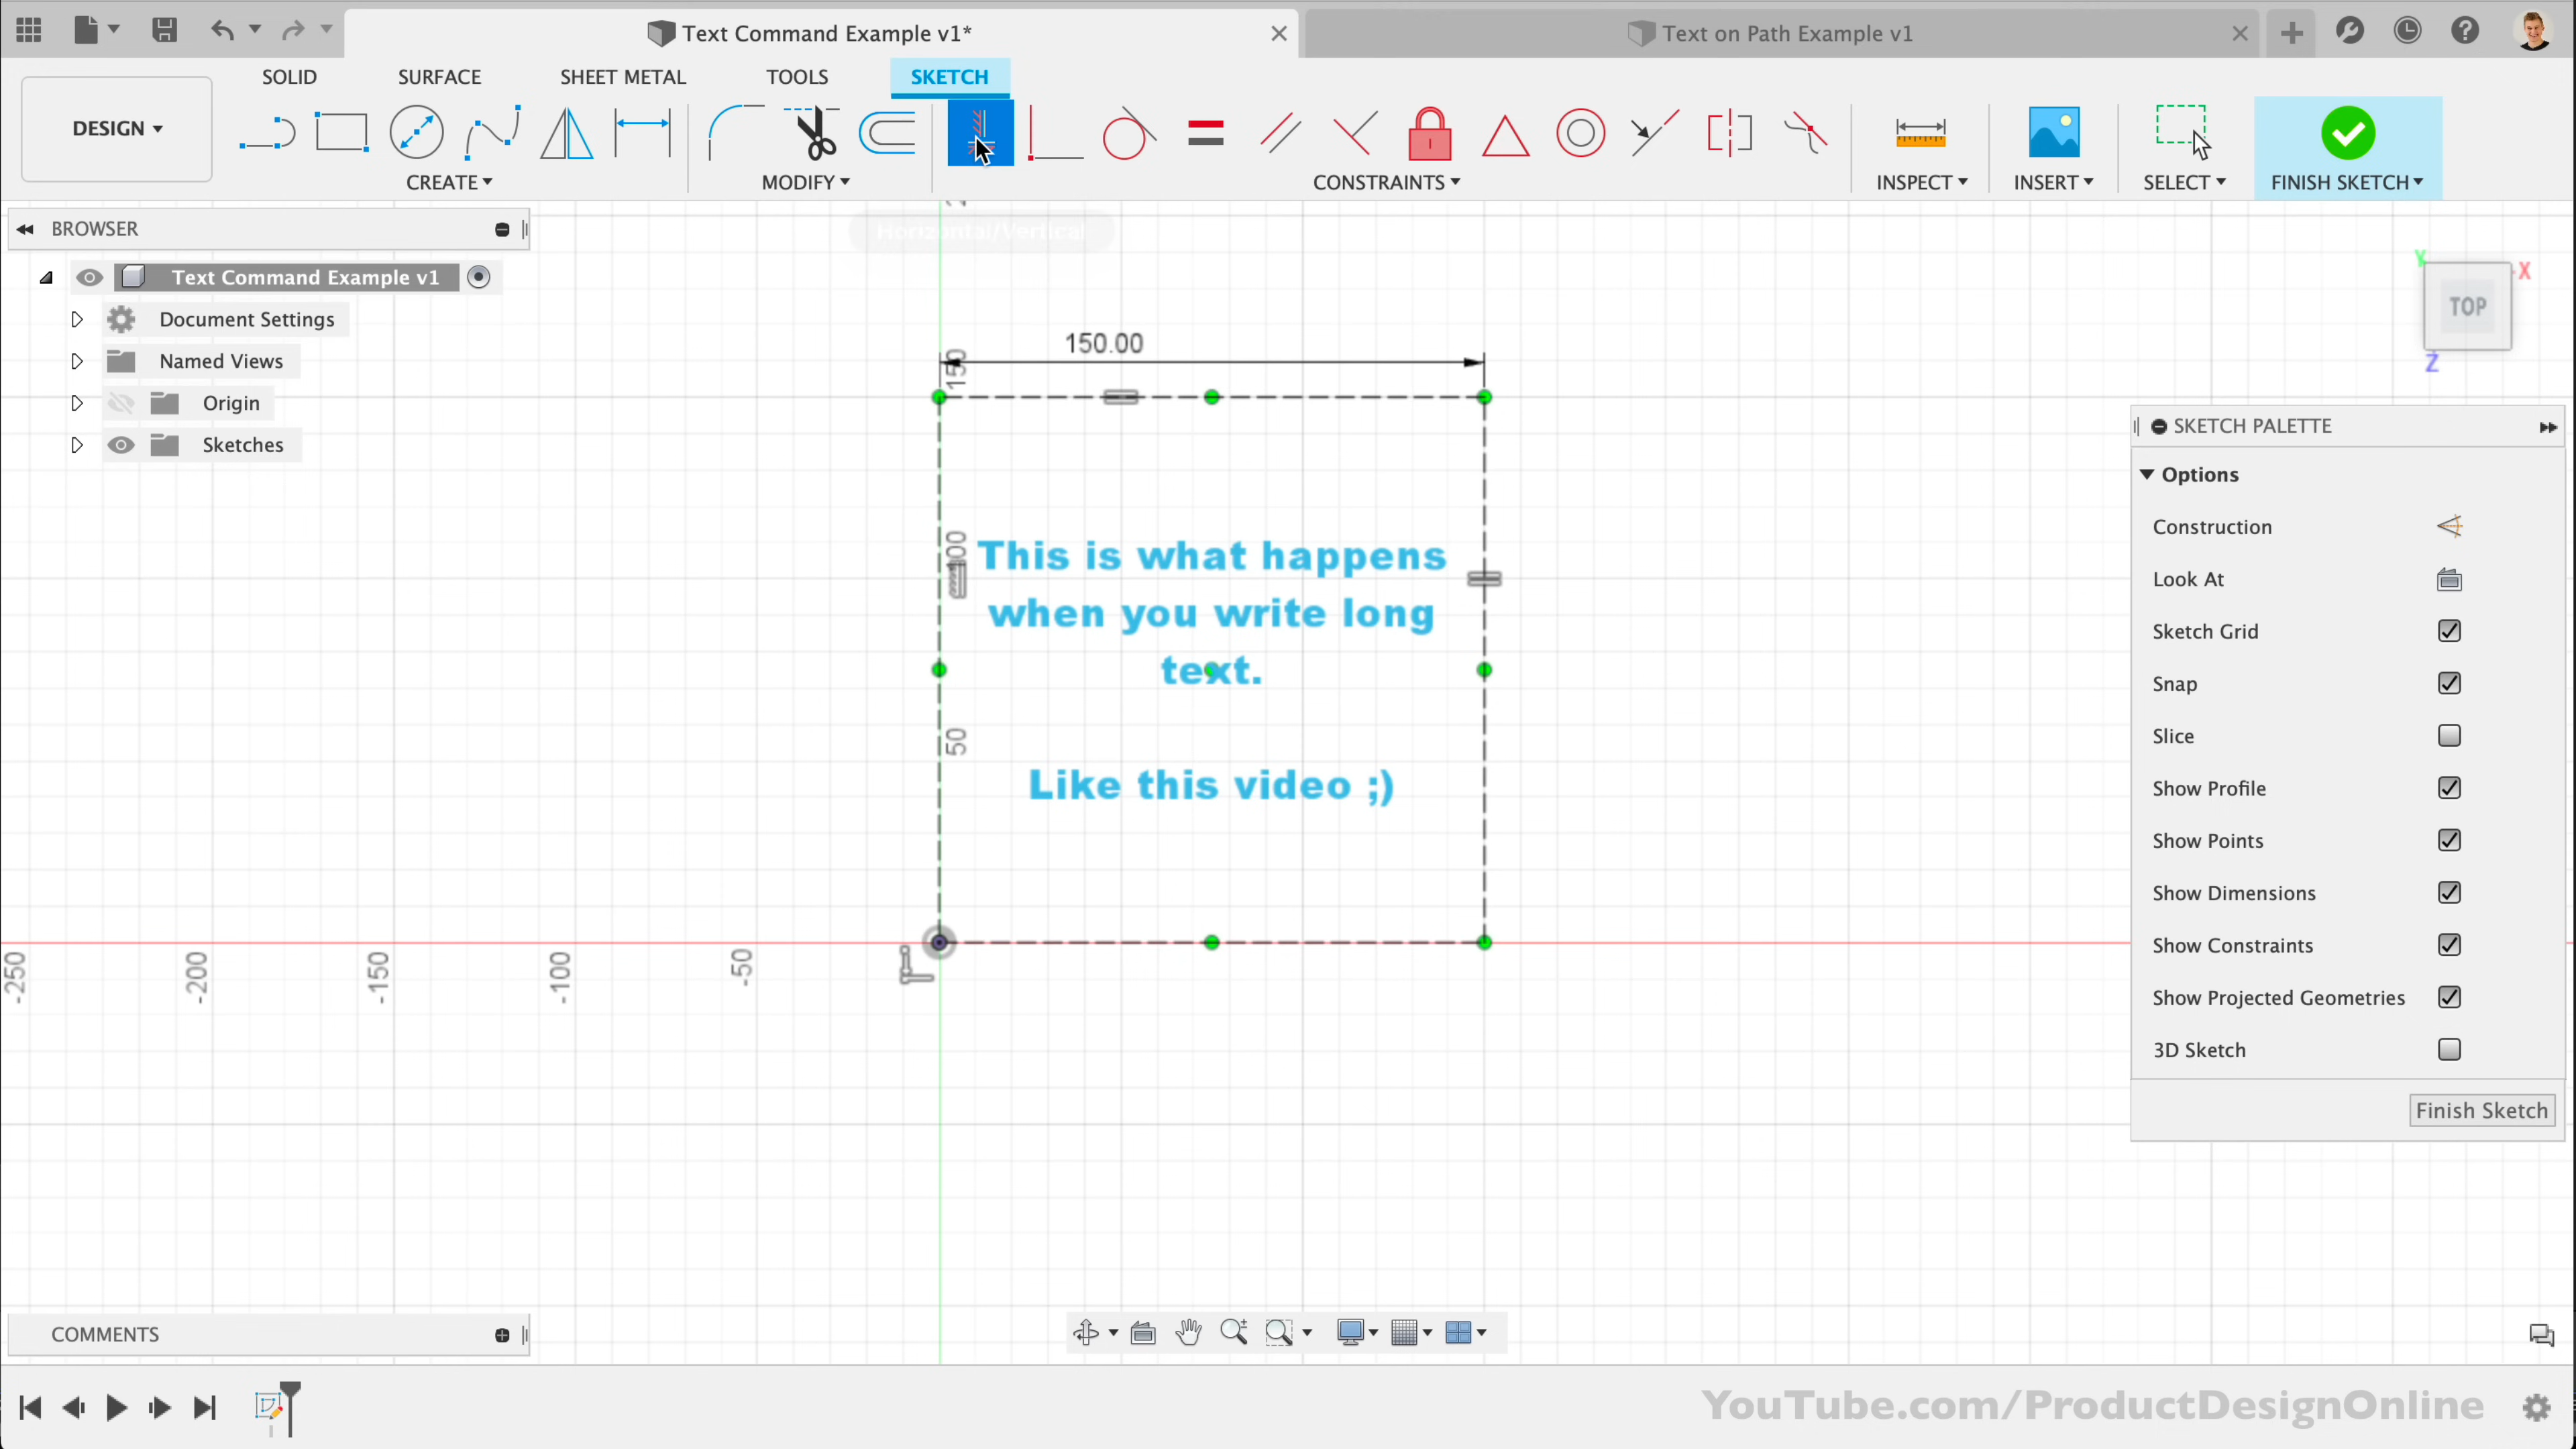 Text Command Example v1*
Text on Path Example v1
SOLID
SURFACE
SHEET METAL
TOOLS
SKETCH
DESIGN
CREATE
MODIFY
CONSTRAINTS
INSPECT
INSERT
SELECT
FINISH SKETCH
Horizontal/Vertical
BROWSER
Text Command Example v1
Document Settings
Named Views
Origin
Sketches
Y
X
TOP
Z
150.00
150
100
50
This is what happens
when you write long
text.
Like this video ;)
-250
-200
-150
-100
-50
SKETCH PALETTE
Options
Construction
Look At
Sketch Grid
Snap
Slice
Show Profile
Show Points
Show Dimensions
Show Constraints
Show Projected Geometries
3D Sketch
Finish Sketch
COMMENTS
YouTube.com/ProductDesignOnline